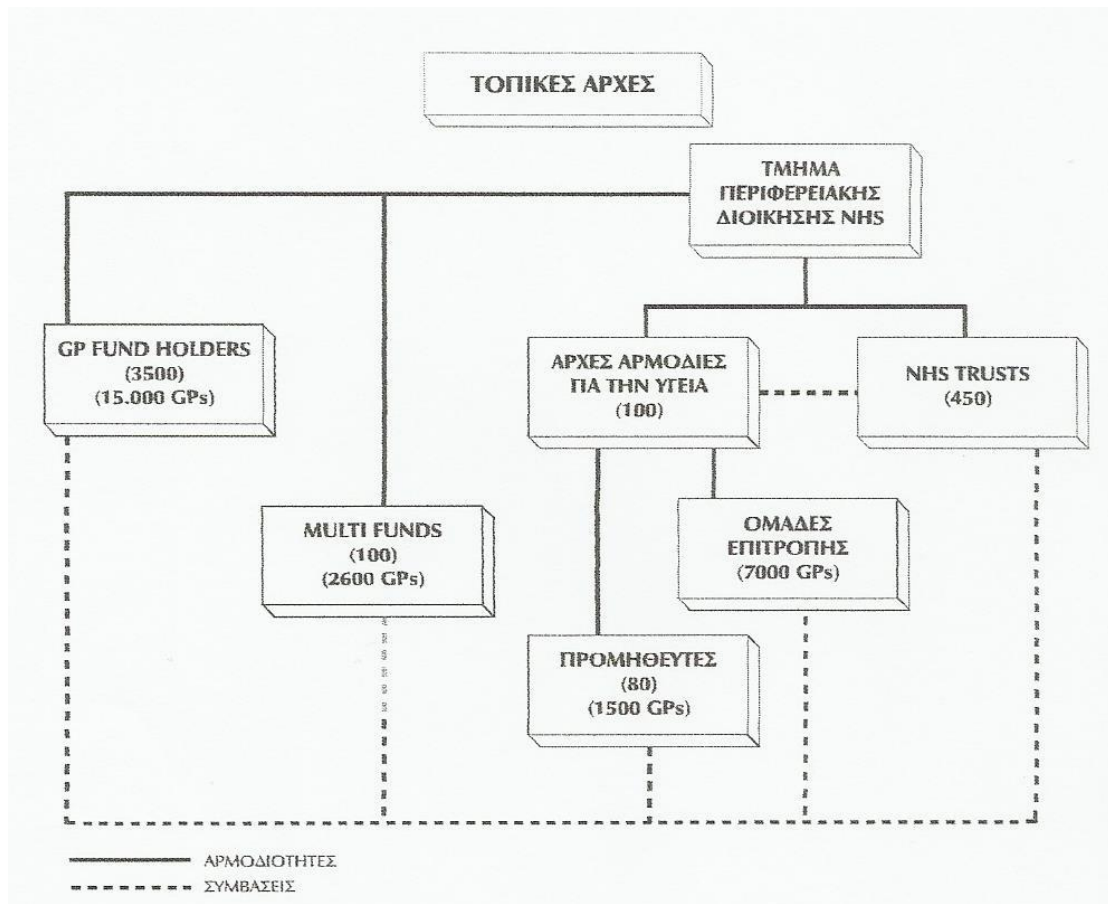 ΤΟΠΙΚΕΣ ΑΡΧΕΣ
ΤΜΗΜΑ
ΠΕΡΙΦΕΡΕΙΑΚΗΣ
ΔΙΟΙΚΗΣΗΣ NHS
GP FUND HOLDERS
(3500)
(15.000 GPs)
ΑΡΧΕΣ ΑΡΜΟΔΙΕΣ
ΓΙΑ ΤΗΝ ΥΓΕΙΑ
(100)
NHS TRUSTS
(450)
MULTI FUNDS
(100)
(2600 GPs)
ΟΜΑΔΕΣ
ΕΠΙΤΡΟΠΗΣ
(7000 GPs)
ΠΡΟΜΗΘΕΥΤΕΣ
(80)
(1500 GPs)
ΑΡΜΟΔΙΟΤΗΤΕΣ
ΣΥΜΒΑΣΕΙΣ